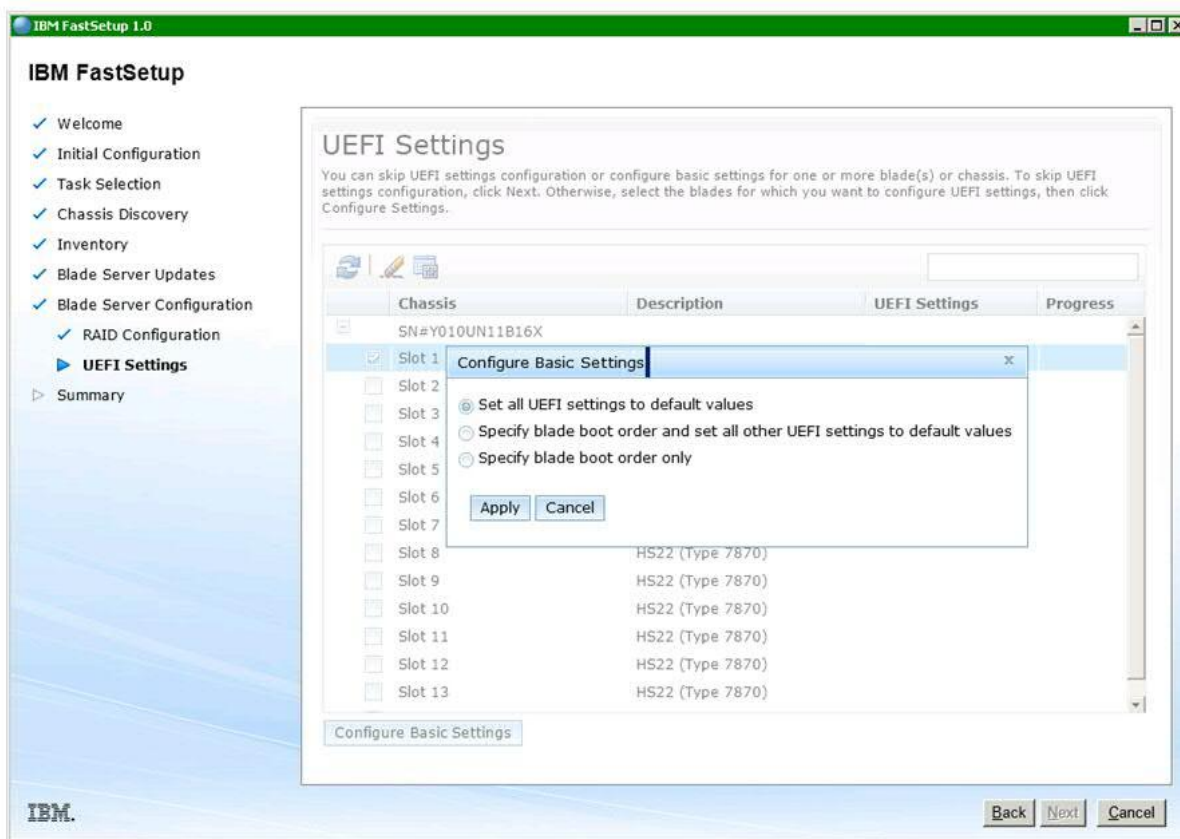 IBM FastSetup 1.0
IBM FastSetup
Welcome
Initial Configuration
Task Selection
Chassis Discovery
Inventory
Blade Server Updates
Blade Server Configuration
RAID Configuration
UEFI Settings
Summary
UEFI Settings
You can skip UEFI settings configuration or configure basic settings for one or more blade(s) or chassis. To skip UEFI
settings configuration, click Next. Otherwise, select the blades for which you want to configure UEFI settings, then click
Configure Settings.
Chassis Description UEFI Settings Progress
SN#Y010UN11B16X
Slot 1
Slot 2
Slot 3
Slot 4
Slot 5
Slot 6
Slot 7
Configure Basic Settings
Set all UEFI settings to default values
Specify blade boot order and set all other UEFI settings to default values
Specify blade boot order only
Apply Cancel
Slot 8 HS22 (Type 7870)
Slot 9 HS22 (Type 7870)
Slot 10 HS22 (Type 7870)
Slot 11 HS22 (Type 7870)
Slot 12 HS22 (Type 7870)
Slot 13 HS22 (Type 7870)
Configure Basic Settings
IBM.
Back Next Cancel